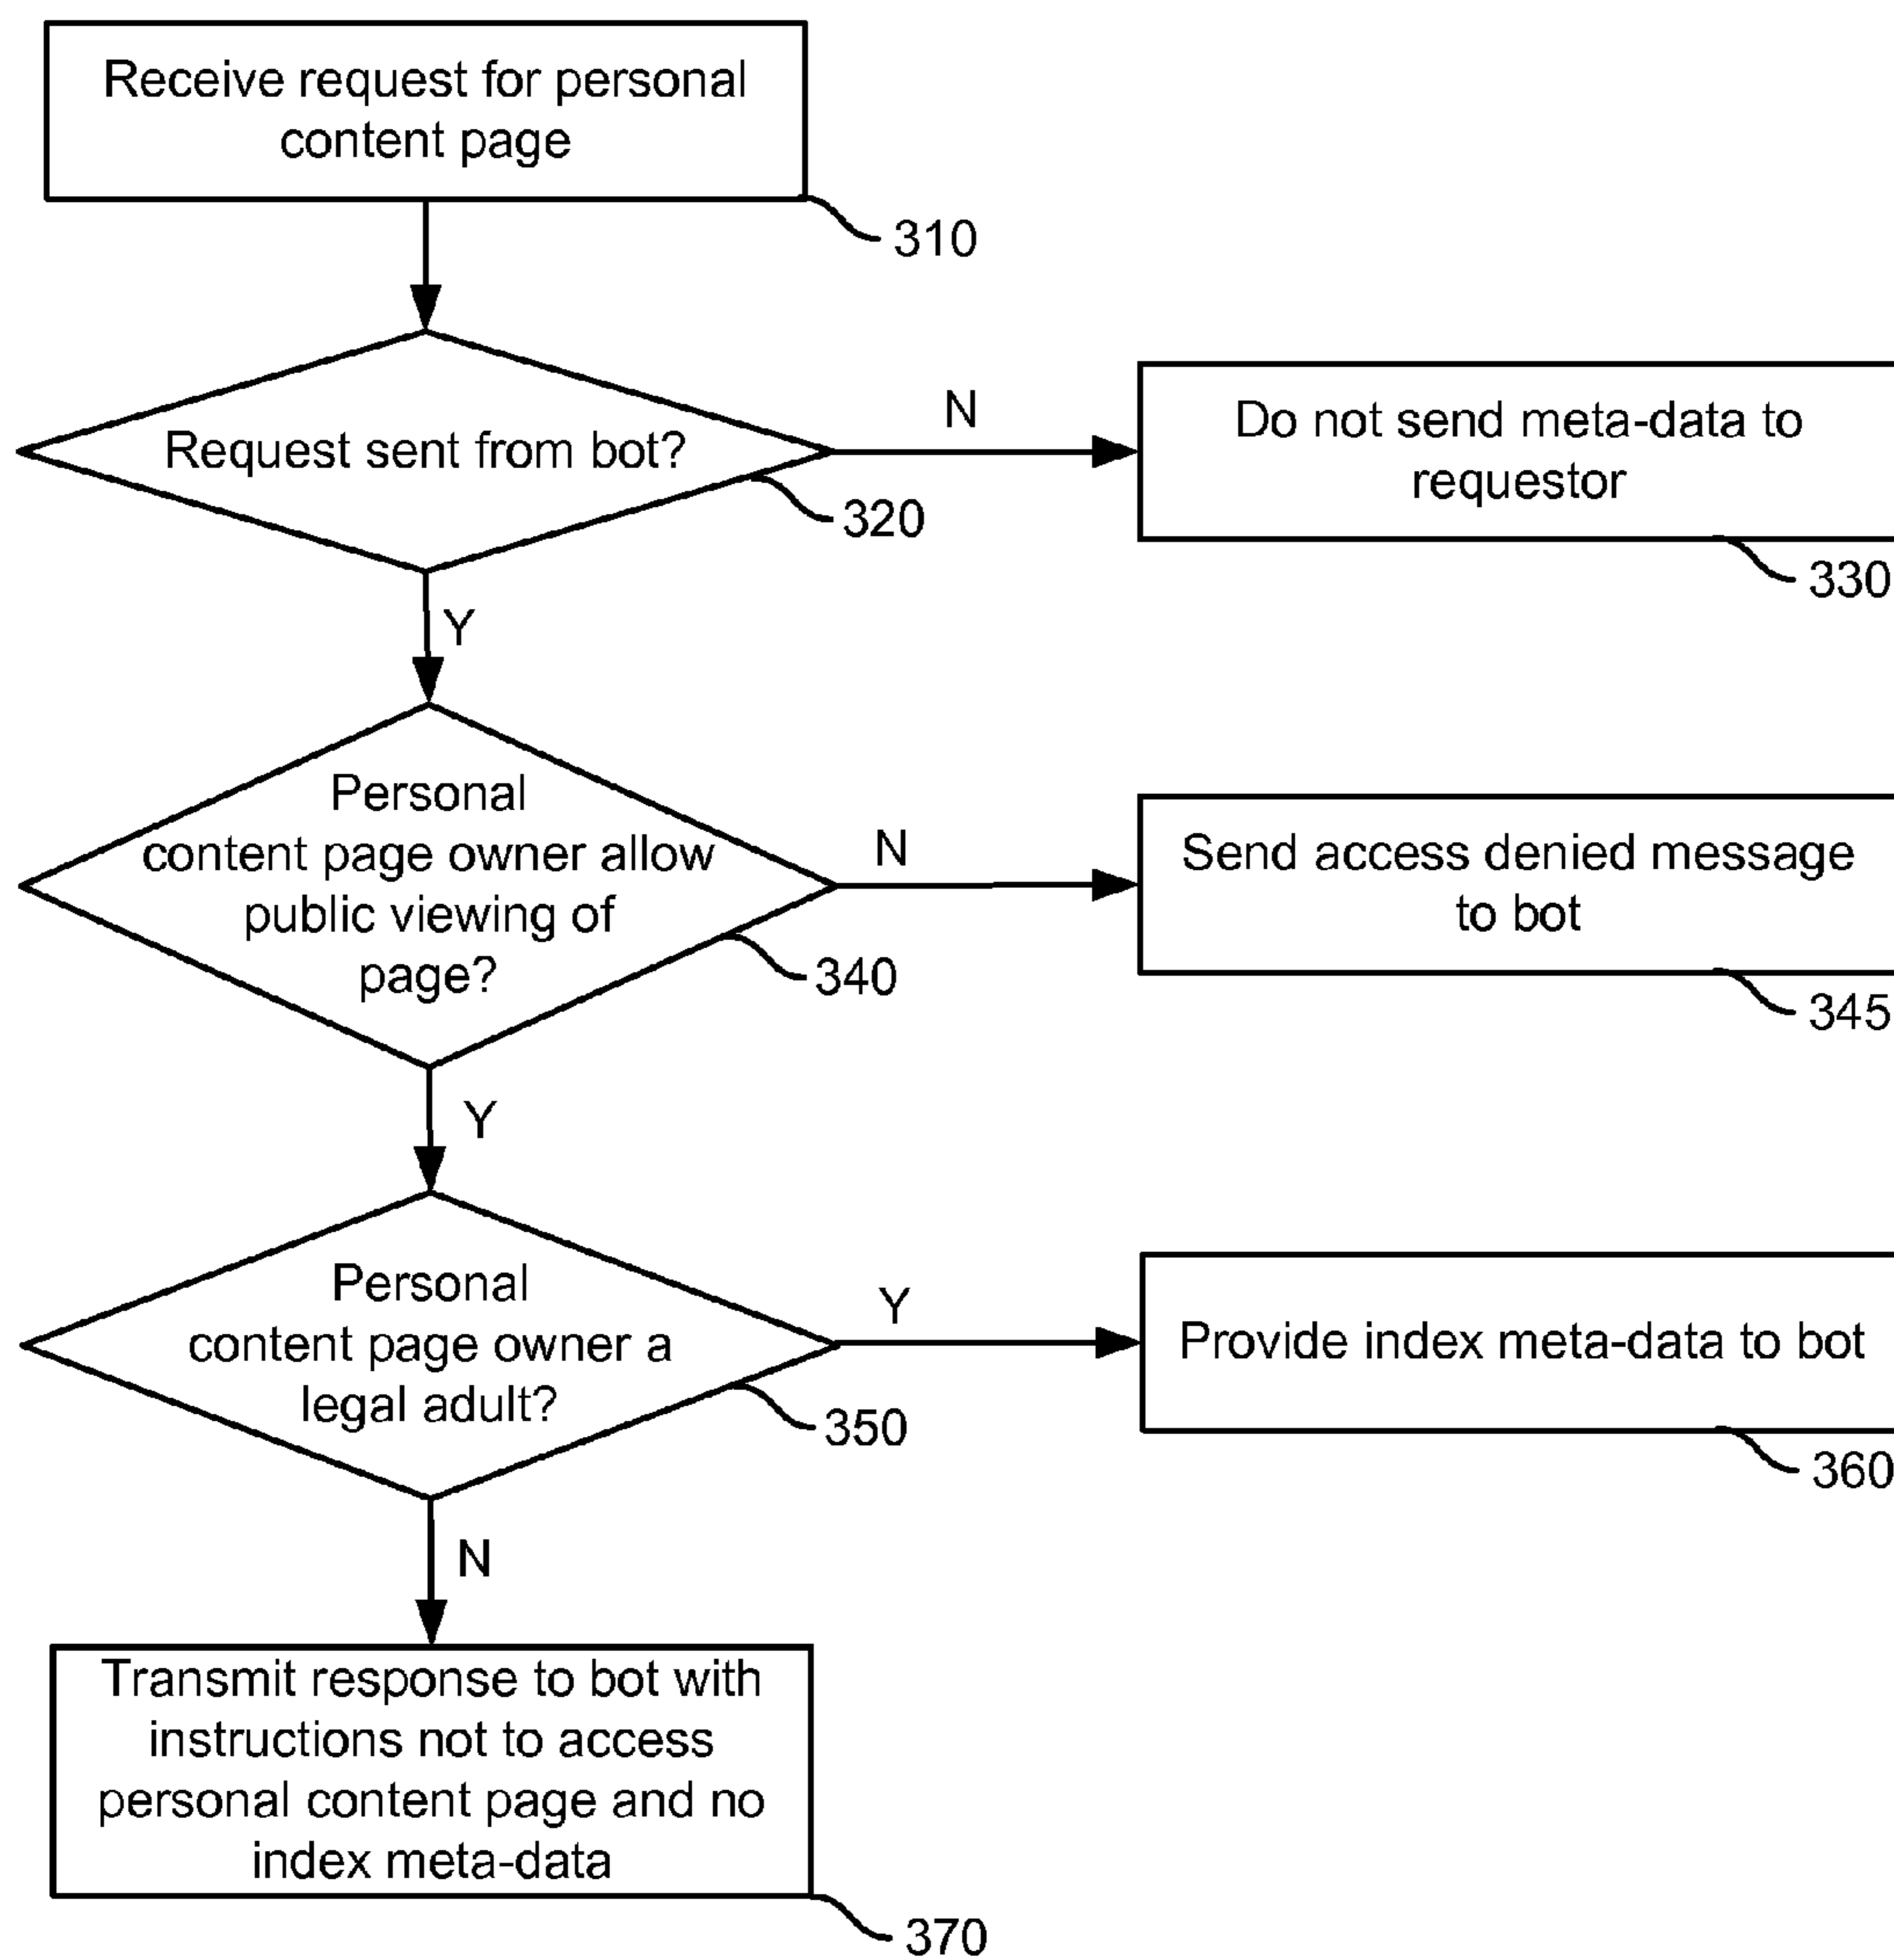 Receive request for personal
content page
310
Request sent from bot?
320
N
Do not send meta-data to
requestor
330
Y
Personal
content page owner allow
public viewing of
page?
340
N
Send access denied message
to bot
345
Y
Personal
content page owner a
legal adult?
350
Y
Provide index meta-data to bot
360
N
Transmit response to bot with
instructions not to access
personal content page and no
index meta-data
370